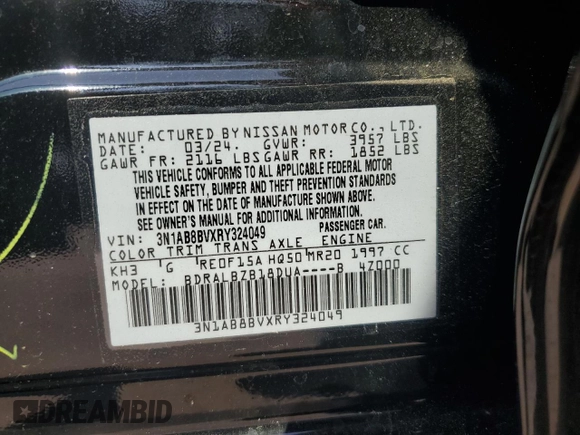 MANUFACTURED BY NISSAN MOTOR CO., LTD.
DATE: 03/24. GVWR: 3957 LBS
GAWR FR: 2116 LBS GAWR RR: 1852 LBS
THIS VEHICLE CONFORMS TO ALL APPLICABLE FEDERAL MOTOR
VEHICLE SAFETY, BUMPER AND THEFT PREVENTION STANDARDS
IN EFFECT ON THE DATE OF MANUFACTURE SHOWN ABOVE.
SEE OWNER'S MANUAL FOR ADDITIONAL INFORMATION.
VIN: 3N1AB8BVXRY324049 PASSENGER CAR.
COLOR TRIM TRANS AXLE ENGINE
KH3 G RE0F15A HQ50 MR20 1997 CC
MODEL: BDRALBZB18DUA----B 4Z000
3N1AB8BVXRY324049
DREAMBID